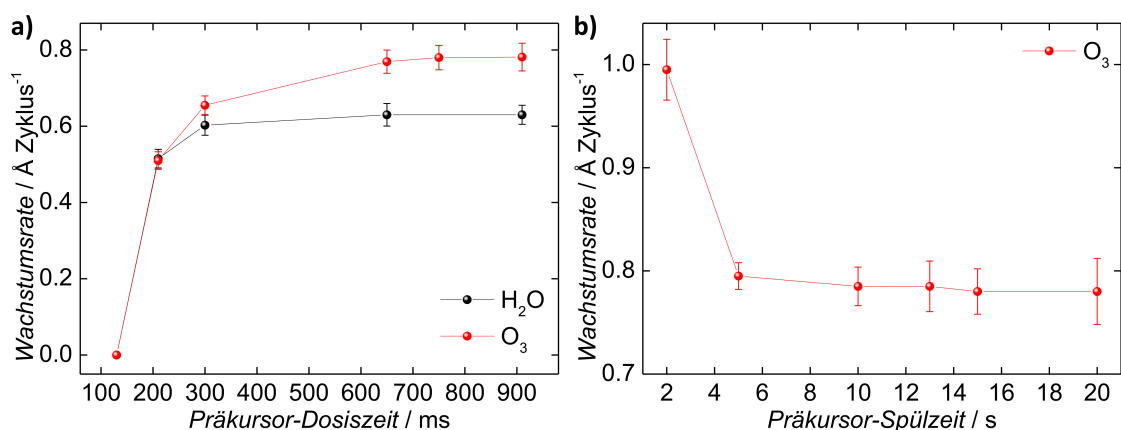 a)
Wachstumsrate / Å Zyklus⁻¹
0.8
0.6
0.4
0.2
0.0
H₂O
O₃
100 200 300 400 500 600 700 800 900
Präkursor-Dosiszeit / ms
b)
Wachstumsrate / Å Zyklus⁻¹
1.0
0.9
0.8
0.7
O₃
2 4 6 8 10 12 14 16 18 20
Präkursor-Spülzeit / s